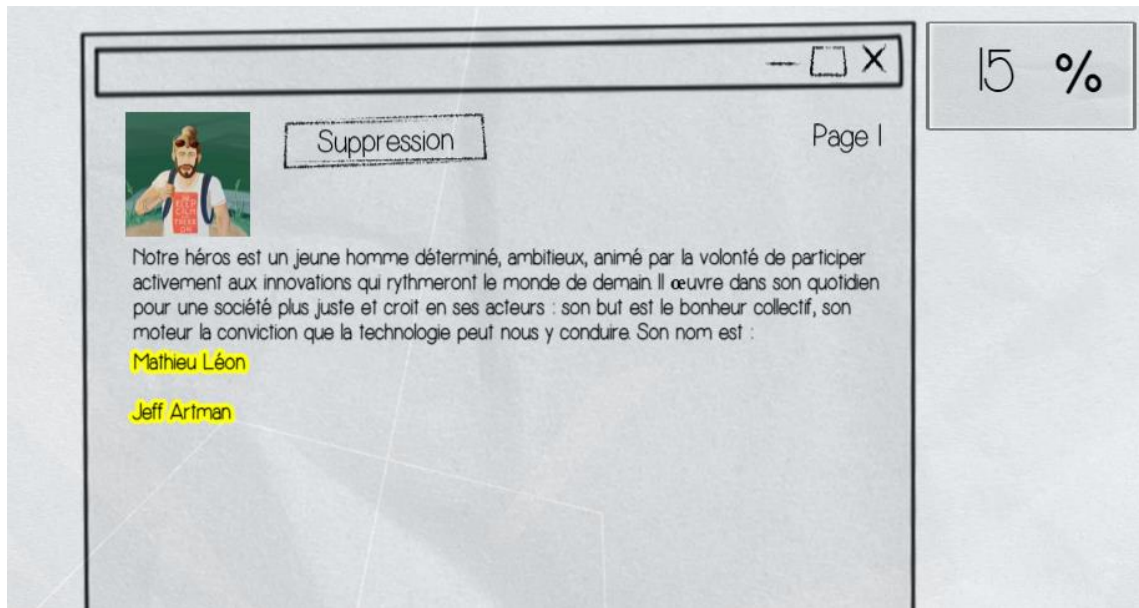 15 %
Suppression
Page 1
KEEP
CALM
Notre héros est un jeune homme déterminé, ambitieux, animé par la volonté de participer
activement aux innovations qui rythmeront le monde de demain. Il œuvre dans son quotidien
pour une société plus juste et croit en ses acteurs : son but est le bonheur collectif, son
moteur la conviction que la technologie peut nous y conduire. Son nom est :
Mathieu Léon
Jeff Artman